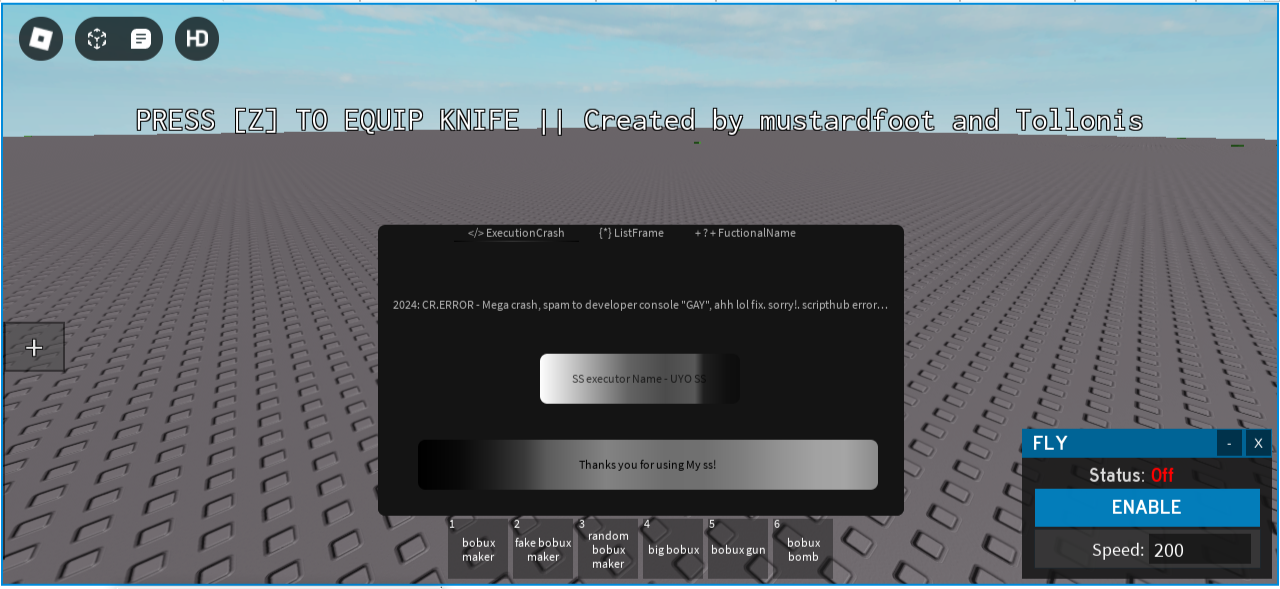 HD
PRESS [Z] TO EQUIP KNIFE || Created by mustardfoot and Tollonis
</> ExecutionCrash {*} ListFrame + ? + FuctionalName
2024: CR.ERROR - Mega crash, spam to developer console "GAY", ahh lol fix. sorry!. scripthub error...
+
SS executor Name - UYO SS
Thanks you for using My ss!
FLY - X
Status: Off
ENABLE
Speed: 200
1 2 3 4 5 6
bobux maker
fake bobux maker
random bobux maker
big bobux
bobux gun
bobux bomb